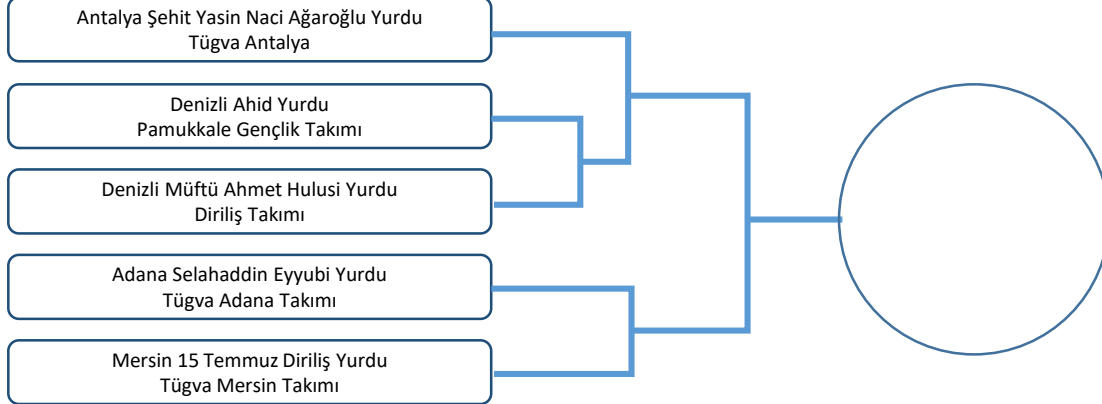 Antalya Şehit Yasin Naci Ağaroğlu Yurdu
Tügva Antalya
Denizli Ahid Yurdu
Pamukkale Gençlik Takımı
Denizli Müftü Ahmet Hulusi Yurdu
Diriliş Takımı
Adana Selahaddin Eyyubi Yurdu
Tügva Adana Takımı
Mersin 15 Temmuz Diriliş Yurdu
Tügva Mersin Takımı